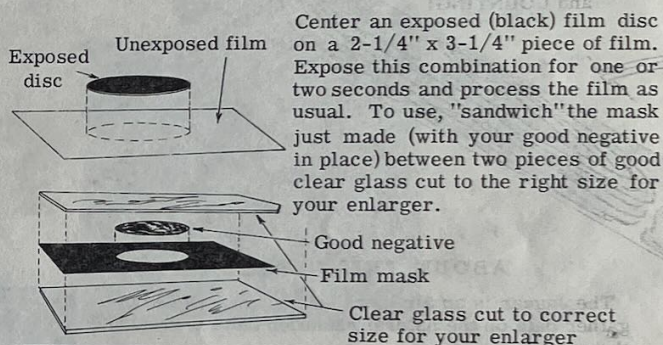 Center an exposed (black) film disc
on a 2-1/4" x 3-1/4" piece of film.
Expose this combination for one or
two seconds and process the film as
usual. To use, "sandwich" the mask
just made (with your good negative
in place) between two pieces of good
clear glass cut to the right size for
your enlarger.
Exposed
disc
Unexposed film
Good negative
Film mask
Clear glass cut to correct
size for your enlarger